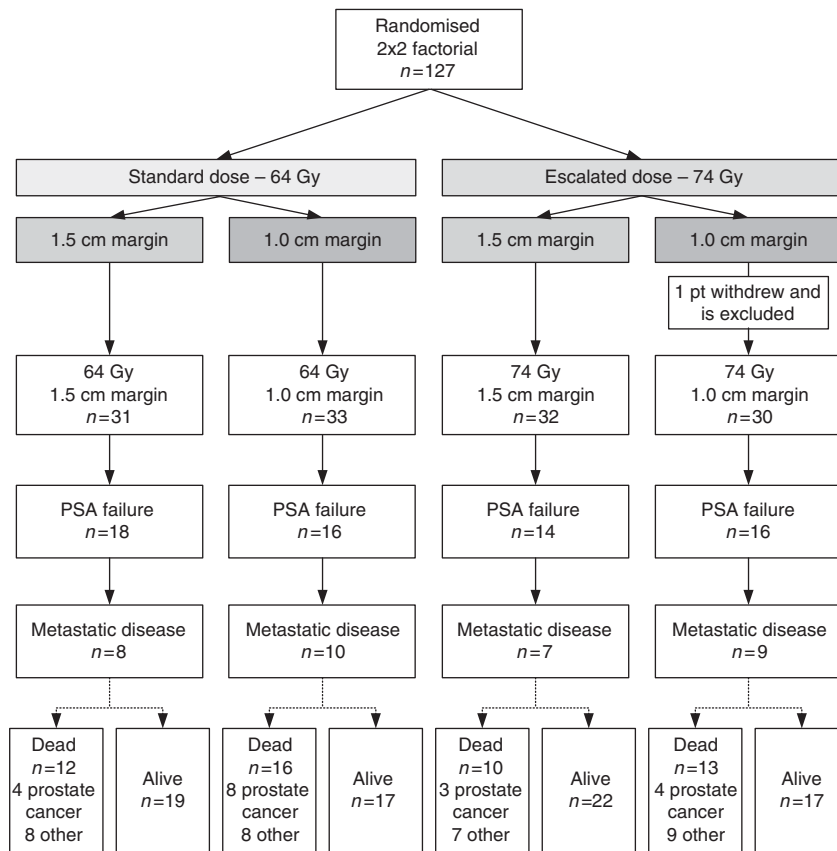 Randomised
2x2 factorial
n=127
Standard dose – 64 Gy
Escalated dose – 74 Gy
1.5 cm margin
1.0 cm margin
1.5 cm margin
1.0 cm margin
1 pt withdrew and
is excluded
64 Gy
1.5 cm margin
n=31
64 Gy
1.0 cm margin
n=33
74 Gy
1.5 cm margin
n=32
74 Gy
1.0 cm margin
n=30
PSA failure
n=18
PSA failure
n=16
PSA failure
n=14
PSA failure
n=16
Metastatic disease
n=8
Metastatic disease
n=10
Metastatic disease
n=7
Metastatic disease
n=9
Dead
n=12
4 prostate
cancer
8 other
Alive
n=19
Dead
n=16
8 prostate
cancer
8 other
Alive
n=17
Dead
n=10
3 prostate
cancer
7 other
Alive
n=22
Dead
n=13
4 prostate
cancer
9 other
Alive
n=17